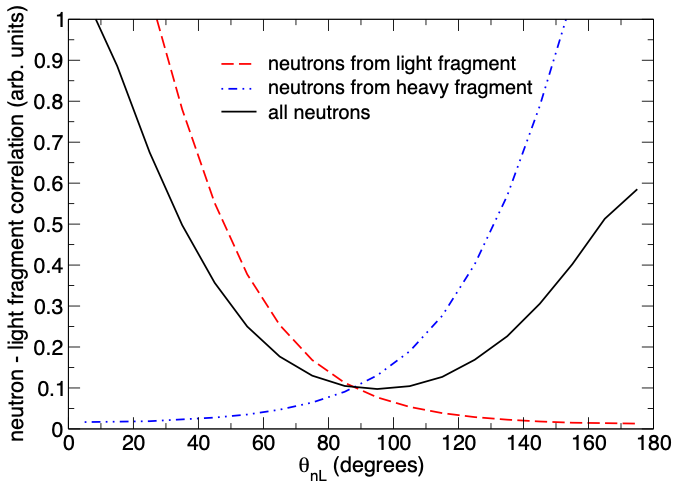 neutron - light fragment correlation (arb. units)
1
0.9
0.8
0.7
0.6
0.5
0.4
0.3
0.2
0.1
0
neutrons from light fragment
neutrons from heavy fragment
all neutrons
0 20 40 60 80 100 120 140 160 180
θnL (degrees)